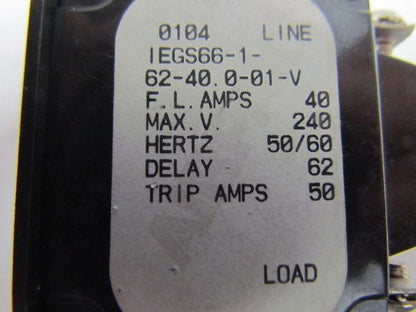 0104 LINE
IEGS66-1-
62-40.0-01-V
F.L.AMPS 40
MAX.V. 240
HERTZ 50/60
DELAY 62
TRIP AMPS 50
LOAD